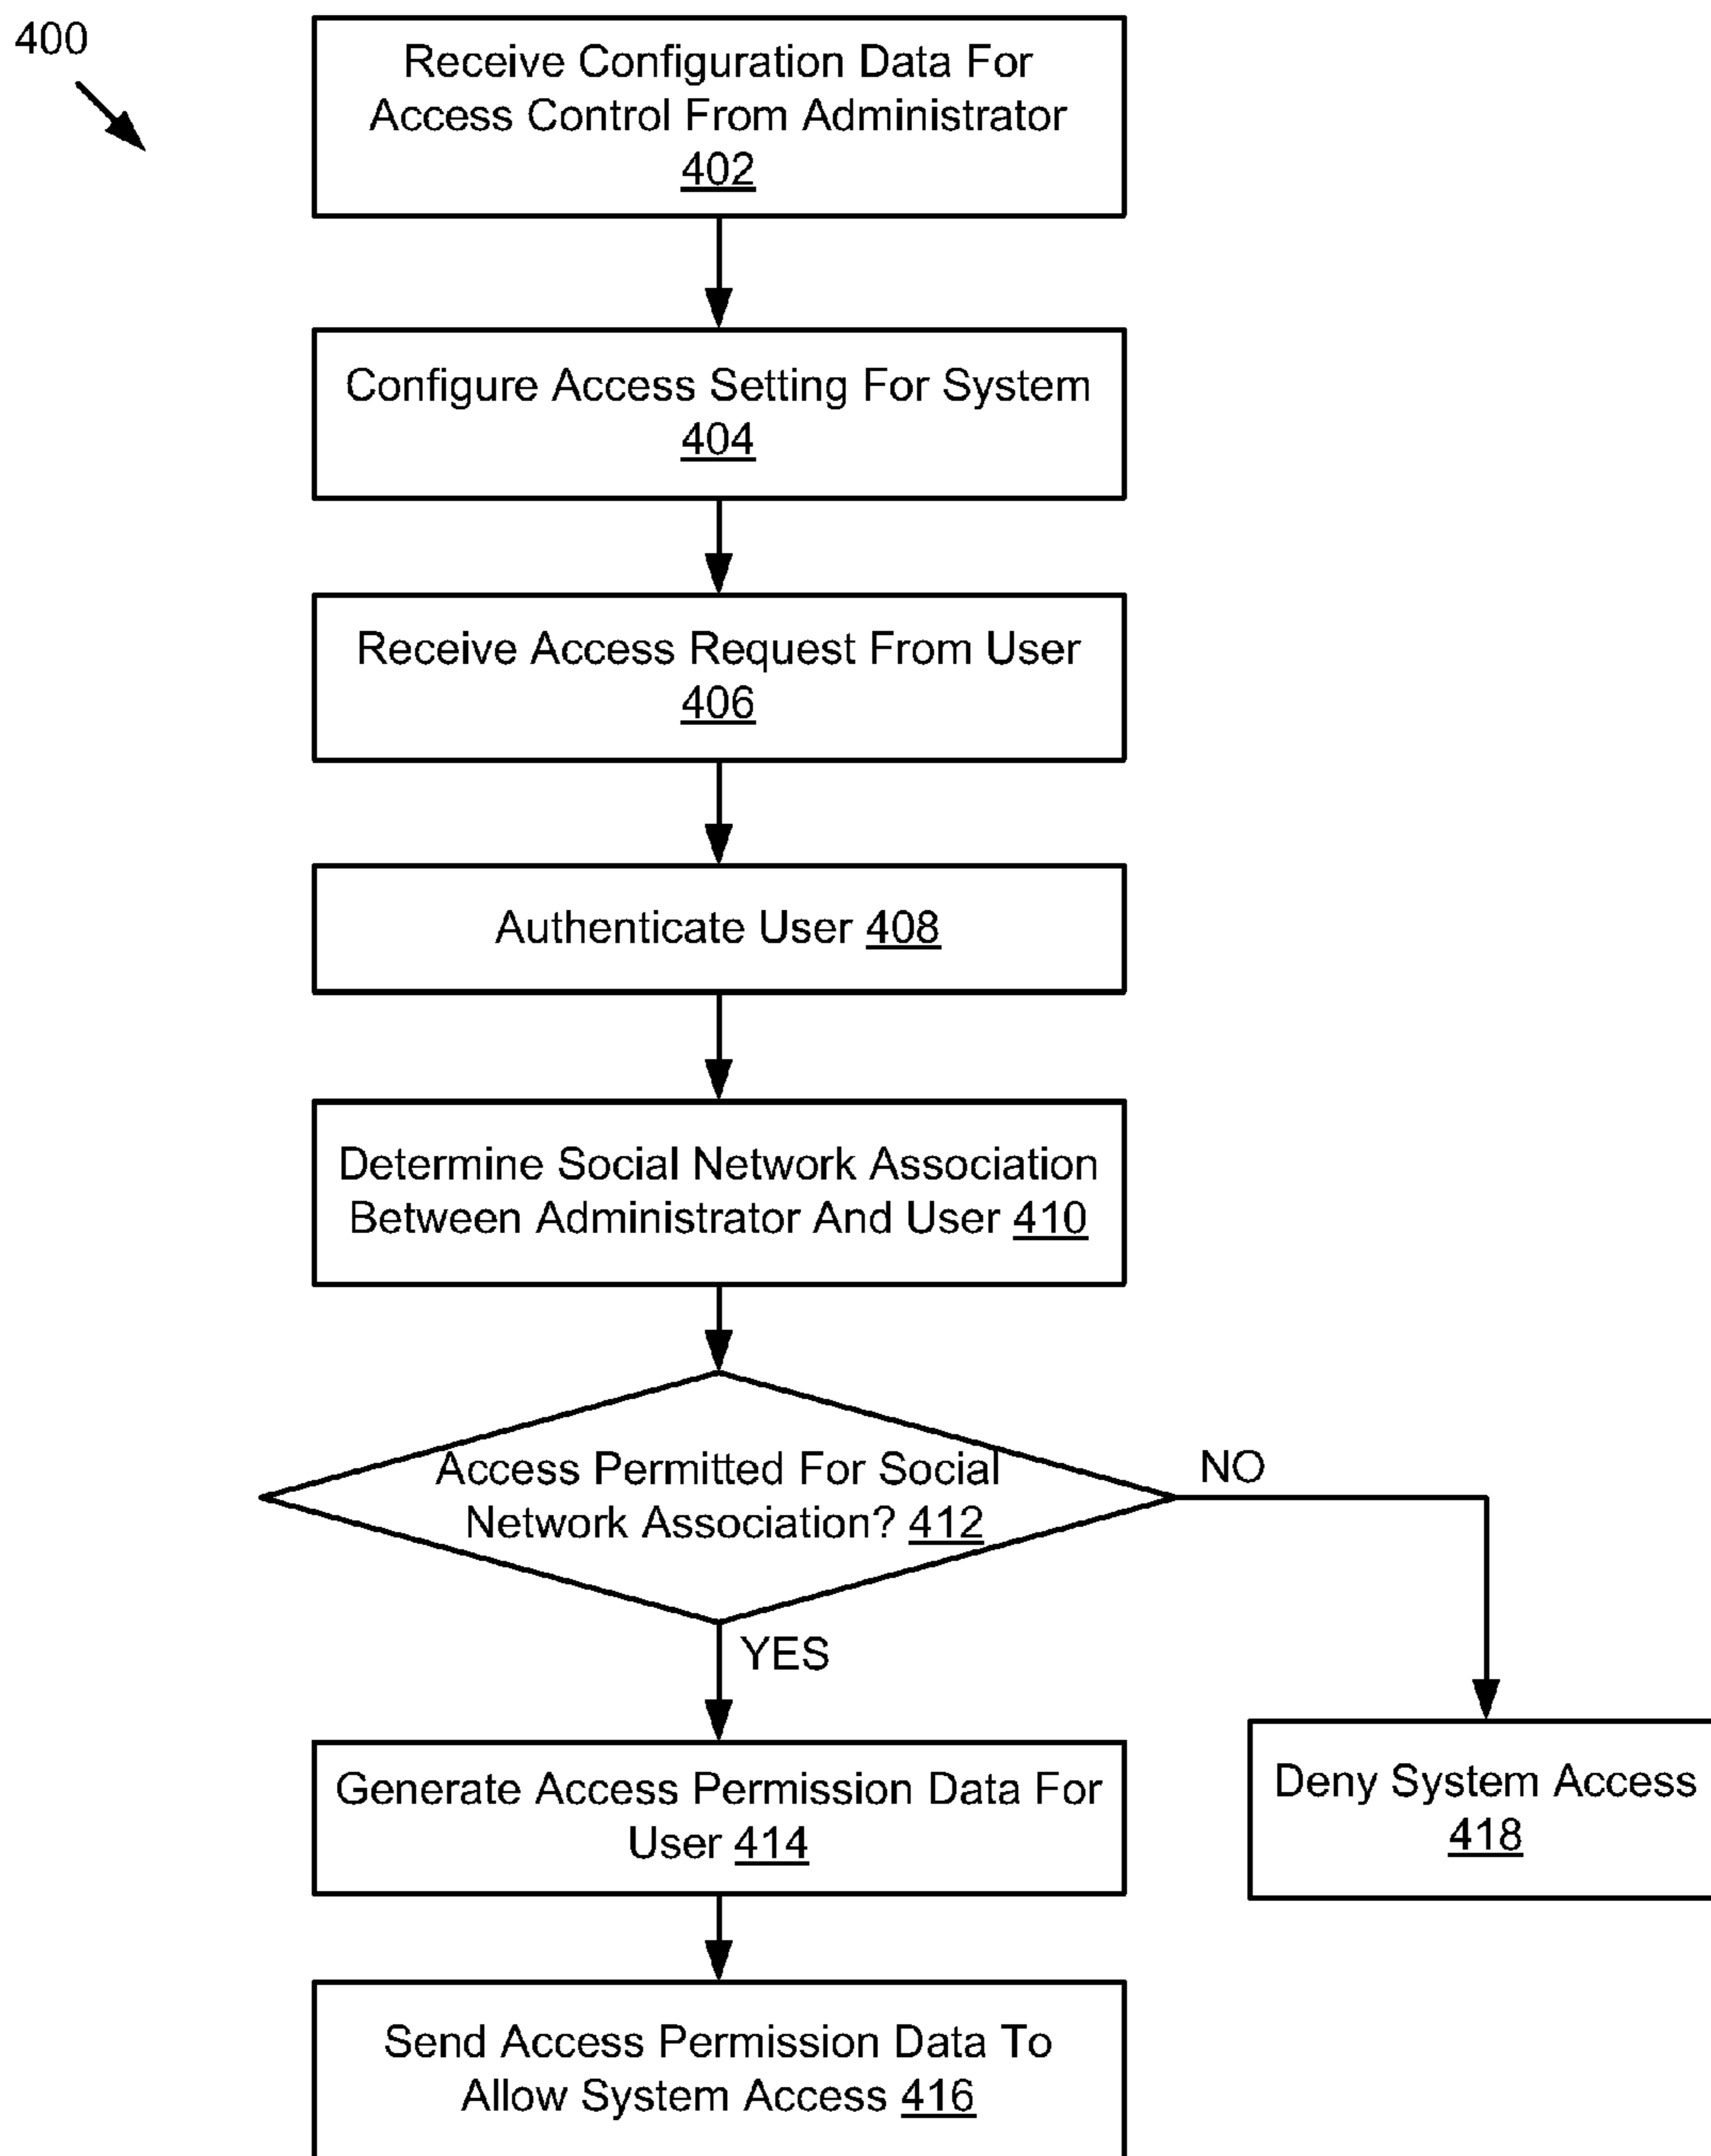 400
Receive Configuration Data For
Access Control From Administrator
402
Configure Access Setting For System
404
Receive Access Request From User
406
Authenticate User 408
Determine Social Network Association
Between Administrator And User 410
Access Permitted For Social
Network Association? 412
NO
YES
Generate Access Permission Data For
User 414
Deny System Access
418
Send Access Permission Data To
Allow System Access 416